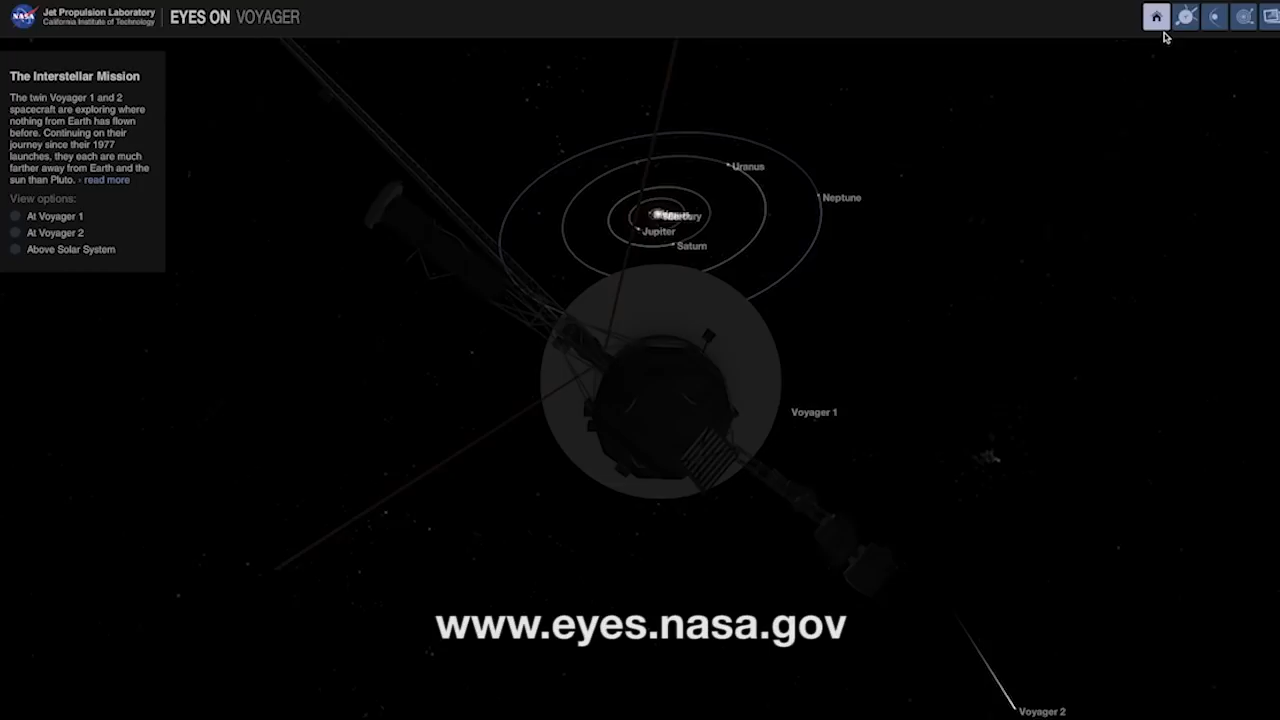 NASA
Jet Propulsion Laboratory
California Institute of Technology
EYES ON VOYAGER
The Interstellar Mission
The twin Voyager 1 and 2
spacecraft are exploring where
nothing from Earth has flown
before. Continuing on their
journey since their 1977
launches, they each are much
farther away from Earth and the
sun than Pluto. › read more
View options:
At Voyager 1
At Voyager 2
Above Solar System
Uranus
Neptune
Jupiter
Saturn
Voyager 1
www.eyes.nasa.gov
Voyager 2